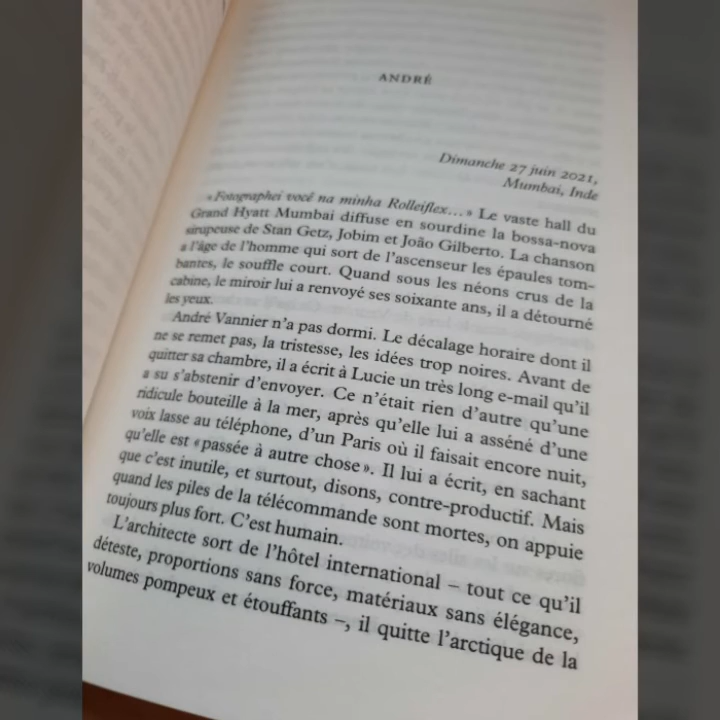 ANDRÉ
Dimanche 27 juin 2021,
Mumbai, Inde
« Fotographei você na minha Rolleiflex… » Le vaste hall du
Grand Hyatt Mumbai diffuse en sourdine la bossa-nova
sirupeuse de Stan Getz, Jobim et João Gilberto. La chanson
a l'âge de l'homme qui sort de l'ascenseur les épaules tom-
bantes, le souffle court. Quand sous les néons crus de la
cabine, le miroir lui a renvoyé ses soixante ans, il a détourné
les yeux.
André Vannier n'a pas dormi. Le décalage horaire dont il
ne se remet pas, la tristesse, les idées trop noires. Avant de
quitter sa chambre, il a écrit à Lucie un très long e-mail qu'il
a su s'abstenir d'envoyer. Ce n'était rien d'autre qu'une
ridicule bouteille à la mer, après qu'elle lui a asséné d'une
voix lasse au téléphone, d'un Paris où il faisait encore nuit,
qu'elle est « passée à autre chose ». Il lui a écrit, en sachant
que c'est inutile, et surtout, disons, contre-productif. Mais
quand les piles de la télécommande sont mortes, on appuie
toujours plus fort. C'est humain.
L'architecte sort de l'hôtel international – tout ce qu'il
déteste, proportions sans force, matériaux sans élégance,
volumes pompeux et étouffants –, il quitte l'arctique de la